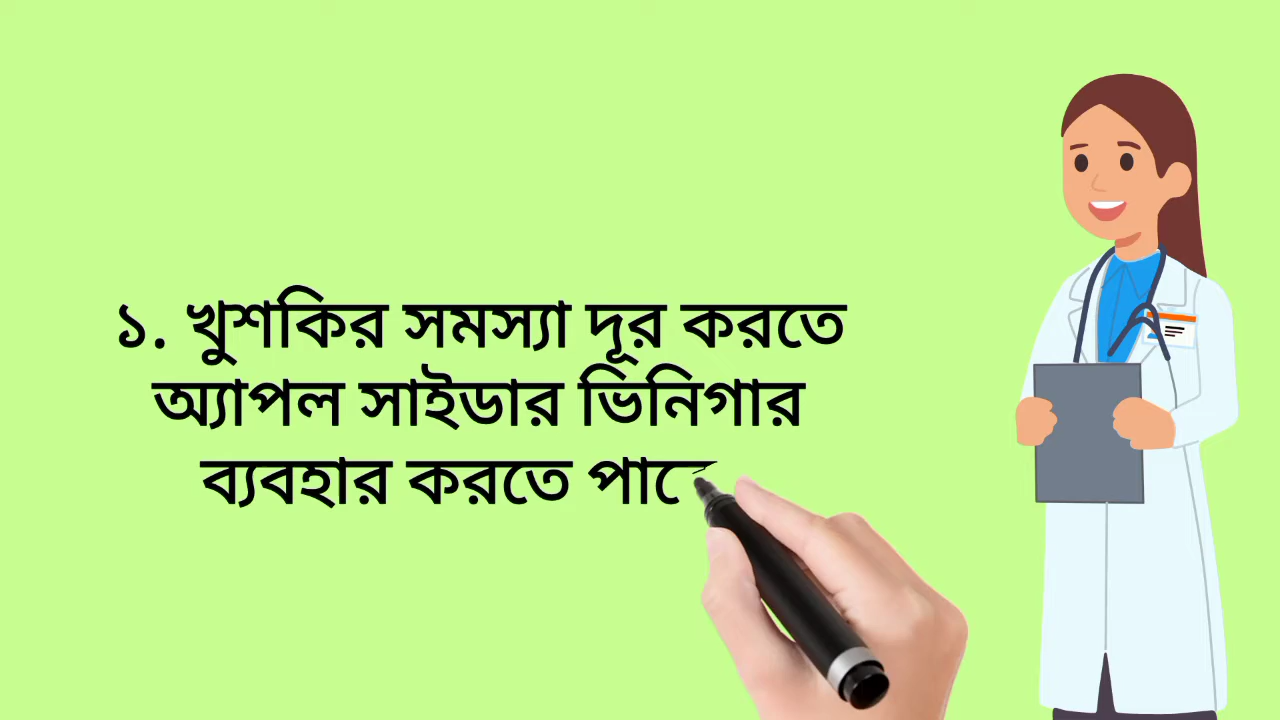 ১. খুশকির সমস্যা দূর করতে
অ্যাপল সাইডার ভিনিগার
ব্যবহার করতে